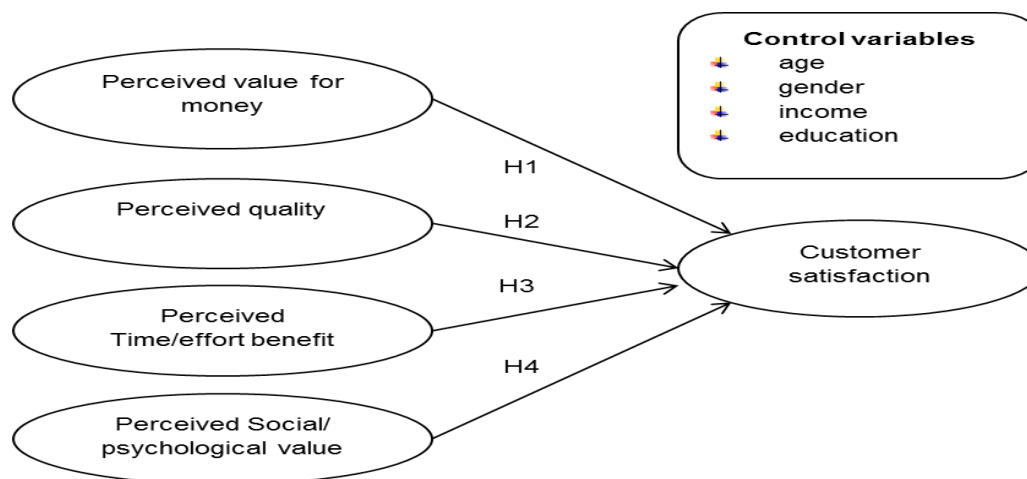 Perceived value for
money
Perceived quality
Perceived
Time/effort benefit
Perceived Social/
psychological value
H1
H2
H3
H4
Control variables
age
gender
income
education
Customer
satisfaction